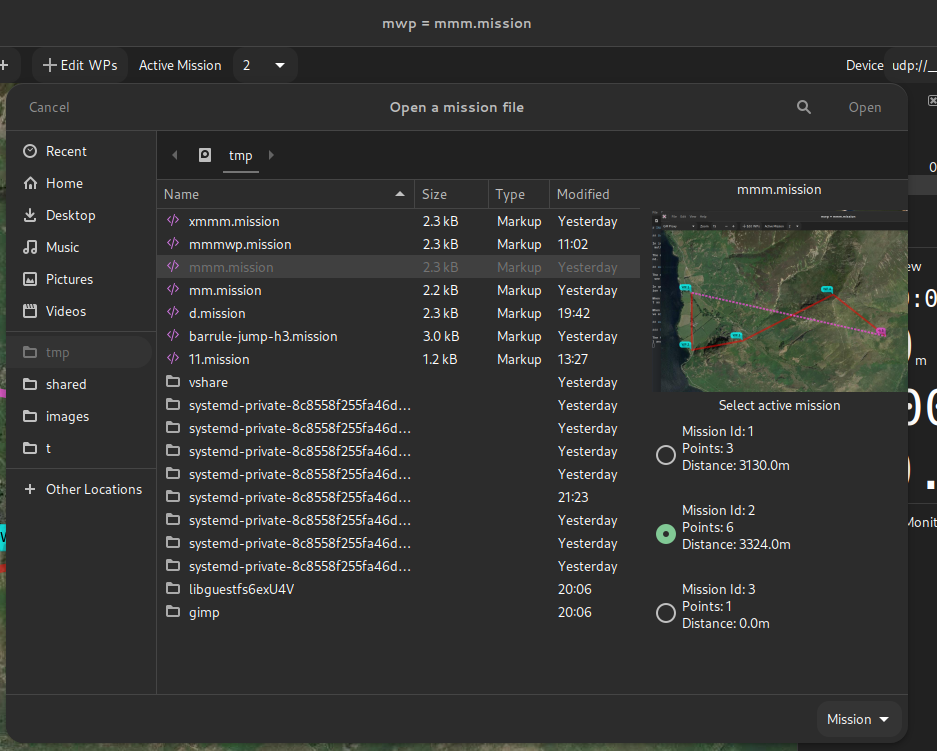 mwp = mmm.mission
+ Edit WPs Active Mission 2 Device udp://__
Cancel Open a mission file Open
Recent
Home
Desktop
Music
Pictures
Videos
tmp
shared
images
t
Other Locations
tmp
Name Size Type Modified
xmmm.mission 2.3 kB Markup Yesterday
mmmwp.mission 2.3 kB Markup 11:02
mmm.mission 2.3 kB Markup Yesterday
mm.mission 2.2 kB Markup Yesterday
d.mission 2.3 kB Markup 19:42
barrule-jump-h3.mission 3.0 kB Markup Yesterday
11.mission 1.2 kB Markup 13:27
vshare Yesterday
systemd-private-8c8558f255fa46d... Yesterday
systemd-private-8c8558f255fa46d... Yesterday
systemd-private-8c8558f255fa46d... Yesterday
systemd-private-8c8558f255fa46d... Yesterday
systemd-private-8c8558f255fa46d... 21:23
systemd-private-8c8558f255fa46d... Yesterday
systemd-private-8c8558f255fa46d... Yesterday
systemd-private-8c8558f255fa46d... Yesterday
libguestfs6exU4V 20:06
gimp 20:06
mmm.mission
Select active mission
Mission Id: 1
Points: 3
Distance: 3130.0m
Mission Id: 2
Points: 6
Distance: 3324.0m
Mission Id: 3
Points: 1
Distance: 0.0m
Mission
m